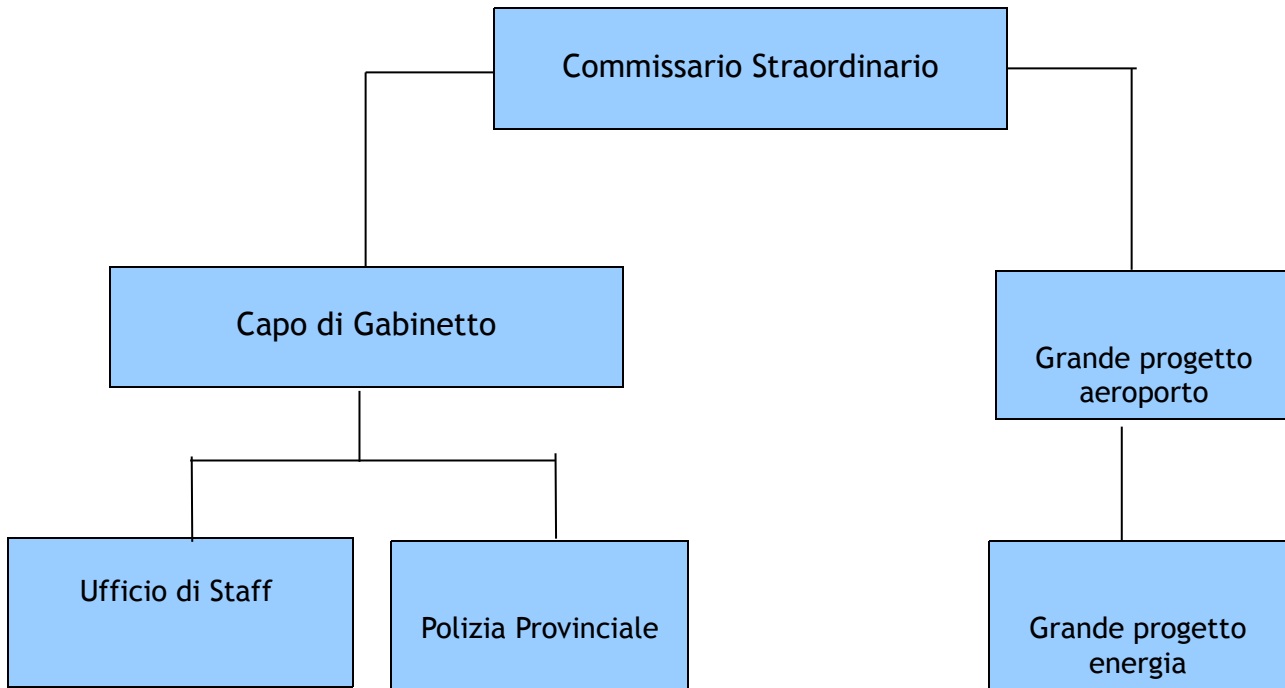 Commissario Straordinario
Capo di Gabinetto
Grande progetto
aeroporto
Ufficio di Staff
Polizia Provinciale
Grande progetto
energia